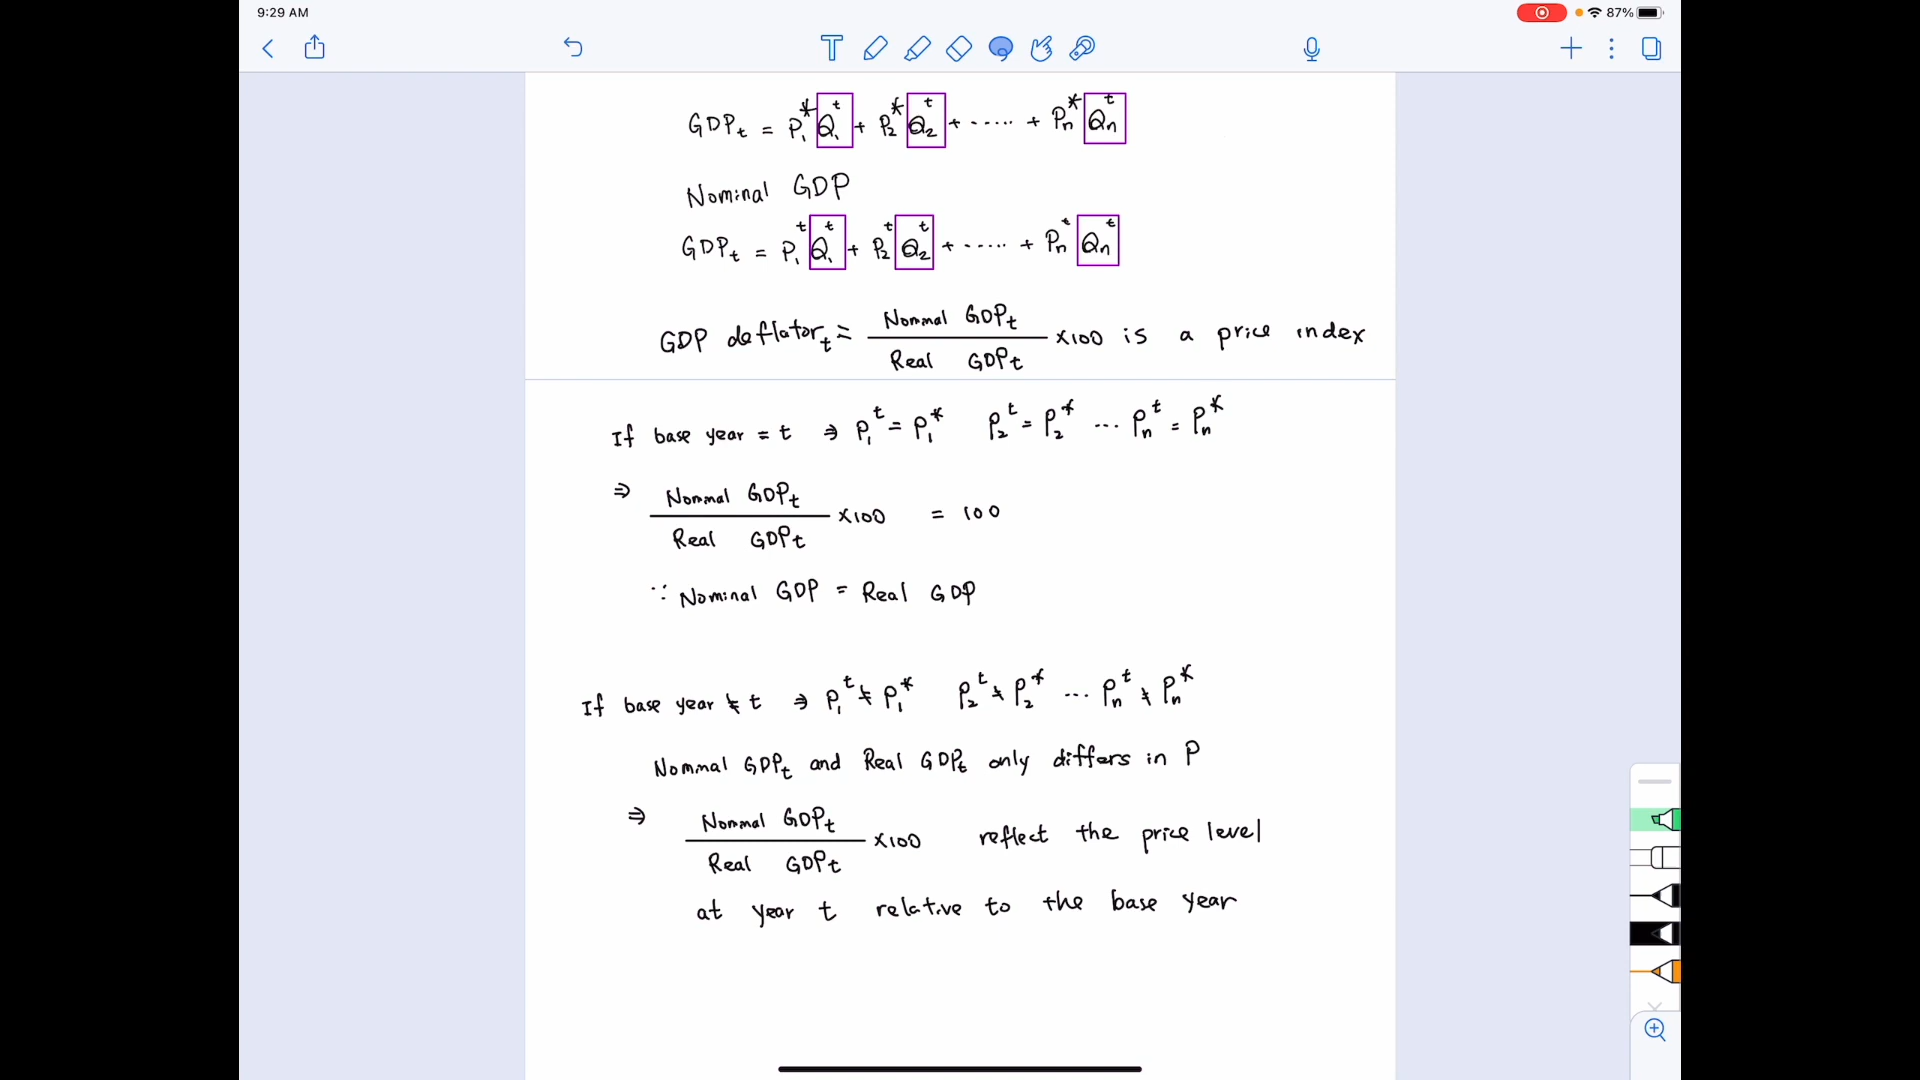 9:29 AM
87%
GDPₜ = P₁* Q₁ᵗ + P₂* Q₂ᵗ + ...... + Pₙ* Qₙᵗ
Nominal GDP
GDPₜ = P₁ᵗ Q₁ᵗ + P₂ᵗ Q₂ᵗ + ...... + Pₙᵗ Qₙᵗ
GDP deflatorₜ = Nominal GDPₜ / Real GDPₜ ×100 is a price index
If base year = t ⇒ P₁ᵗ = P₁* P₂ᵗ = P₂* ... Pₙᵗ = Pₙ*
⇒ Nominal GDPₜ / Real GDPₜ ×100 = 100
∵ Nominal GDP = Real GDP
If base year ≠ t ⇒ P₁ᵗ ≠ P₁* P₂ᵗ ≠ P₂* ... Pₙᵗ ≠ Pₙ*
Nominal GDPₜ and Real GDPₜ only differs in P
⇒ Nominal GDPₜ / Real GDPₜ ×100 reflect the price level
at year t relative to the base year